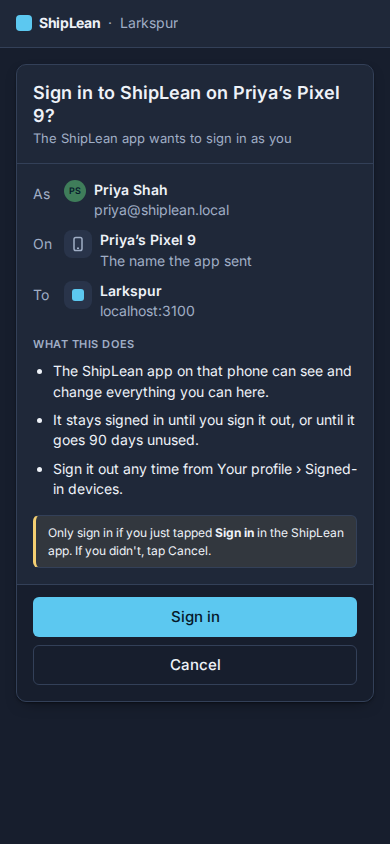 ShipLean · Larkspur
Sign in to ShipLean on Priya’s Pixel
9?
The ShipLean app wants to sign in as you
As PS Priya Shah
priya@shiplean.local
On Priya’s Pixel 9
The name the app sent
To Larkspur
localhost:3100
WHAT THIS DOES
• The ShipLean app on that phone can see and
change everything you can here.
• It stays signed in until you sign it out, or until it
goes 90 days unused.
• Sign it out any time from Your profile › Signed-
in devices.
Only sign in if you just tapped Sign in in the ShipLean
app. If you didn't, tap Cancel.
Sign in
Cancel